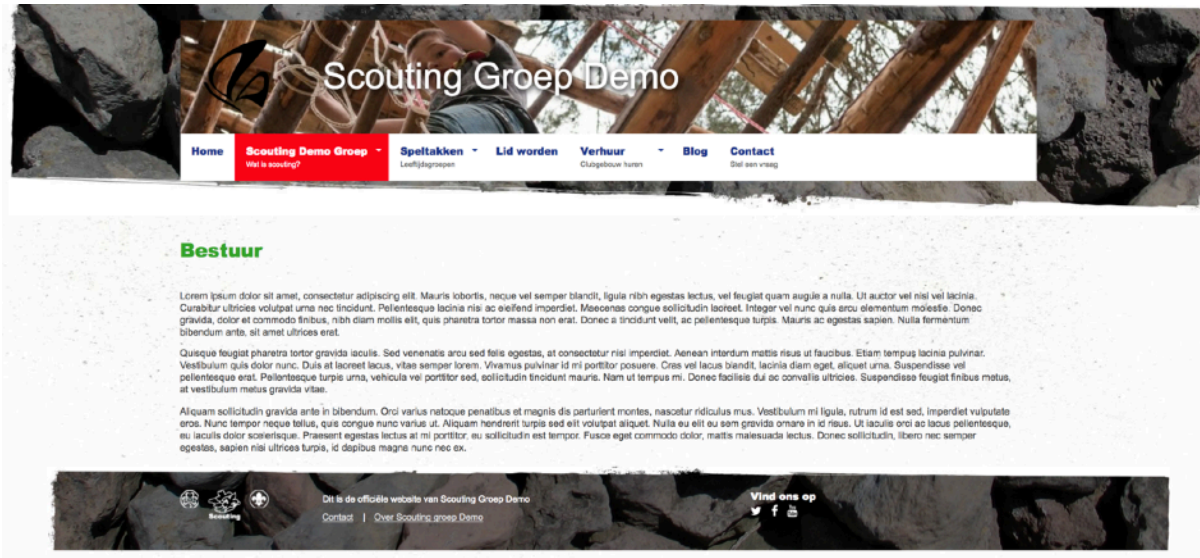 Scouting Groep Demo
Home
Scouting Demo Groep
Wat is scouting?
Speltakken
Leeftijdsgroepen
Lid worden
Verhuur
Clubgebouw huren
Blog
Contact
Stel een vraag
Bestuur
Lorem ipsum dolor sit amet, consectetur adipiscing elit. Mauris lobortis, neque vel semper blandit, ligula nibh egestas lectus, vel feugiat quam augue a nulla. Ut auctor vel nisi vel lacinia.
Curabitur ultricies volutpat urna nec tincidunt. Pellentesque lacinia nisi ac eleifend imperdiet. Maecenas congue sollicitudin laoreet. Integer vel nunc quis arcu elementum molestie. Donec
gravida, dolor et commodo finibus, nibh diam mollis elit, quis pharetra tortor massa non erat. Donec a tincidunt velit, ac pellentesque turpis. Mauris ac egestas sapien. Nulla fermentum
bibendum ante, sit amet ultrices erat.
Quisque feugiat pharetra tortor gravida iaculis. Sed venenatis arcu sed felis egestas, at consectetur nisl imperdiet. Aenean interdum mattis risus ut faucibus. Etiam tempus lacinia pulvinar.
Vestibulum quis dolor nunc. Duis at laoreet lacus, vitae semper lorem. Vivamus pulvinar id mi porttitor posuere. Cras vel lacus blandit, lacinia diam eget, aliquet urna. Suspendisse vel
pellentesque erat. Pellentesque turpis urna, vehicula vel porttitor sed, sollicitudin tincidunt mauris. Nam ut tempus mi. Donec facilisis dui ac convallis ultricies. Suspendisse feugiat finibus metus,
at vestibulum metus gravida vitae.
Aliquam sollicitudin gravida ante in bibendum. Orci varius natoque penatibus et magnis dis parturient montes, nascetur ridiculus mus. Vestibulum mi ligula, rutrum id est sed, imperdiet vulputate
eros. Nunc tempor neque tellus, quis congue nunc varius ut. Aliquam hendrerit turpis sed elit volutpat aliquet. Nulla eu elit eu sem gravida ornare in id risus. Ut iaculis orci ac lacus pellentesque,
eu iaculis dolor scelerisque. Praesent egestas lectus at mi porttitor, eu sollicitudin est tempor. Fusce eget commodo dolor, mattis malesuada lectus. Donec sollicitudin, libero nec semper
egestas, sapien nisl ultrices turpis, id dapibus magna nunc nec ex.
Scouting
Dit is de officiële website van Scouting Groep Demo
Contact | Over Scouting groep Demo
Vind ons op